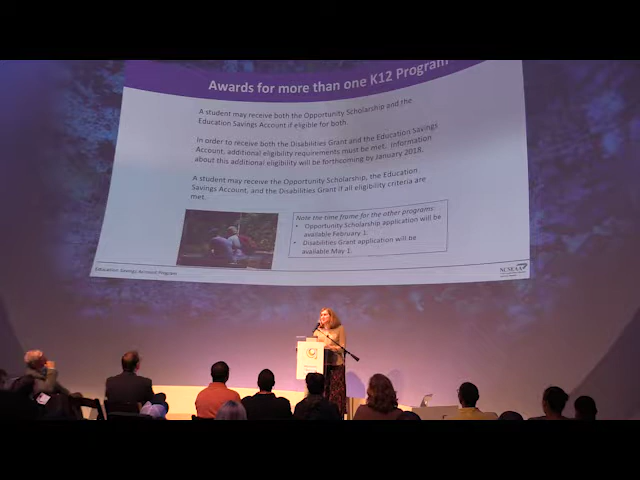 Awards for more than one K12 Program
A student may receive both the Opportunity Scholarship and the
Education Savings Account if eligible for both.
In order to receive both the Disabilities Grant and the Education Savings
Account, additional eligibility requirements must be met. Information
about this additional eligibility will be forthcoming by January 2018.
A student may receive the Opportunity Scholarship, the Education
Savings Account, and the Disabilities Grant if all eligibility criteria are
met.
Note the time frame for the other programs:
• Opportunity Scholarship application will be
available February 1.
• Disabilities Grant application will be
available May 1.
Education Savings Account Program
NCSEAA